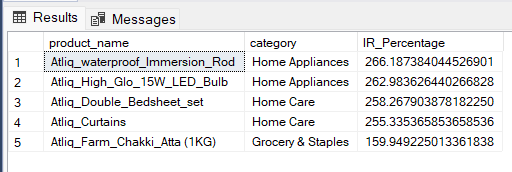 Results Messages
product_name category IR_Percentage
1 Atliq_waterproof_Immersion_Rod Home Appliances 266.187384044526901
2 Atliq_High_Glo_15W_LED_Bulb Home Appliances 262.983626440266828
3 Atliq_Double_Bedsheet_set Home Care 258.267903878182250
4 Atliq_Curtains Home Care 255.335365853658536
5 Atliq_Farm_Chakki_Atta (1KG) Grocery & Staples 159.949225013361838